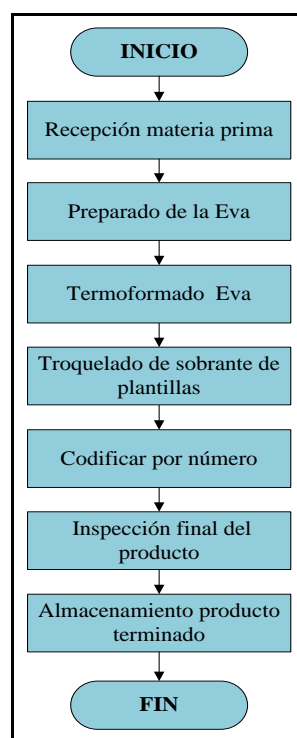 INICIO
Recepción materia prima
Preparado de la Eva
Termoformado Eva
Troquelado de sobrante de
plantillas
Codificar por número
Inspección final del
producto
Almacenamiento producto
terminado
FIN